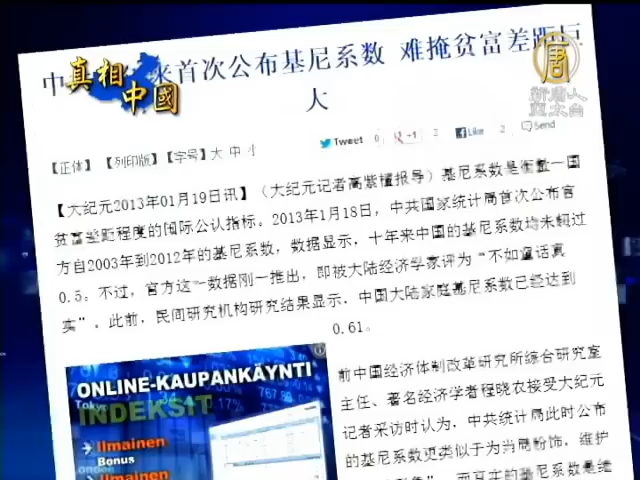 真相
中國
唐
新唐人
亞太台
来首次公布基尼系数 难掩贫富差距巨
大
Tweet 0 +1 2 Like 2 Send
【正体】 【列印版】 【字号】大 中 小
【大纪元2013年01月19日讯】（大纪元记者高紫檀报导）基尼系数是衡量一国
贫富差距程度的国际公认指标。2013年1月18日，中共国家统计局首次公布官
方自2003年到2012年的基尼系数，数据显示，十年来中国的基尼系数均未超过
0.5。不过，官方这一数据刚一推出，即被大陆经济学家评为“不如童话真
实”。此前，民间研究机构研究结果显示，中国大陆家庭基尼系数已经达到
0.61。
ONLINE-KAUPANKÄYNTI
INDEKSIT
Ilmainen
Bonus
Ilmainen
前中国经济体制改革研究所综合研究室
主任、著名经济学者程晓农接受大纪元
记者采访时认为，中共统计局此时公布
的基尼系数更类似于为当局粉饰，维护